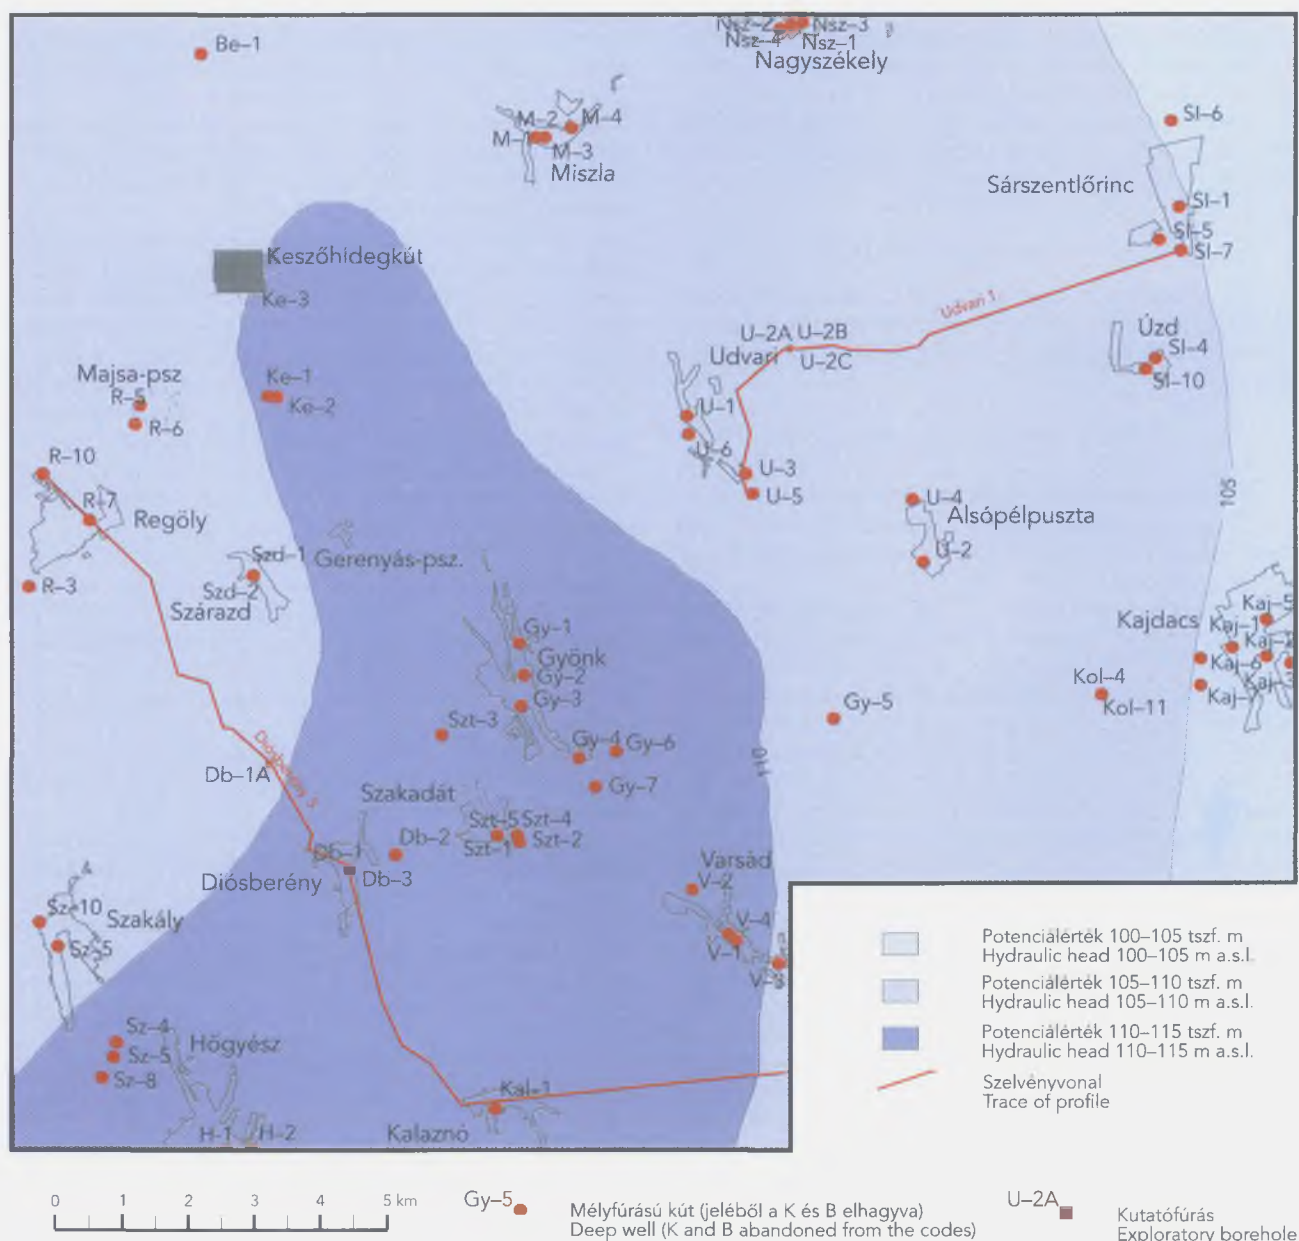 Be–1
Nsz–2
Nsz–3
Nsz–4
Nsz–1
Nagyszékely
M–2
M–4
M–1
M–3
Miszla
Sl–6
Sárszentlőrinc
Sl–1
Sl–5
Sl–7
Keszőhidegkút
Ke–3
Udvari 1
U–2A
U–2B
Udvari
U–2C
Úzd
Sl–4
Sl–10
Majsa-psz
Ke–1
R–5
Ke–2
R–6
U–1
U–6
R–10
U–3
R–7
U–5
105
Regöly
U–4
Alsópélpuszta
Szd–1
Gerenyás-psz.
U–2
R–3
Szd–2
Szárazd
Kajdacs
Kaj–5
Kaj–1
Gy–1
Gyönk
Kaj–6
Gy–2
Kol–4
Kaj–3
Gy–3
Gy–5
Kol–11
Szt–3
Gy–4
Gy–6
110
Db–1A
Diósberény 3
Gy–7
Szakadát
Szt–5
Szt–4
Db–1
Db–2
Szt–1
Szt–2
Diósberény
Db–3
Varsád
V–2
Sz–10
Szakály
V–4
Sz–5
V–1
V–3
Sz–4
Hőgyész
Sz–5
Sz–8
Kal–1
H–1
H–2
Kalaznó
Potenciálérték 100–105 tszf. m
Hydraulic head 100–105 m a.s.l.
Potenciálérték 105–110 tszf. m
Hydraulic head 105–110 m a.s.l.
Potenciálérték 110–115 tszf. m
Hydraulic head 110–115 m a.s.l.
Szelvényvonal
Trace of profile
0 1 2 3 4 5 km
Gy–5
Mélyfúrású kút (jeléből a K és B elhagyva)
Deep well (K and B abandoned from the codes)
U–2A
Kutatófúrás
Exploratory borehole